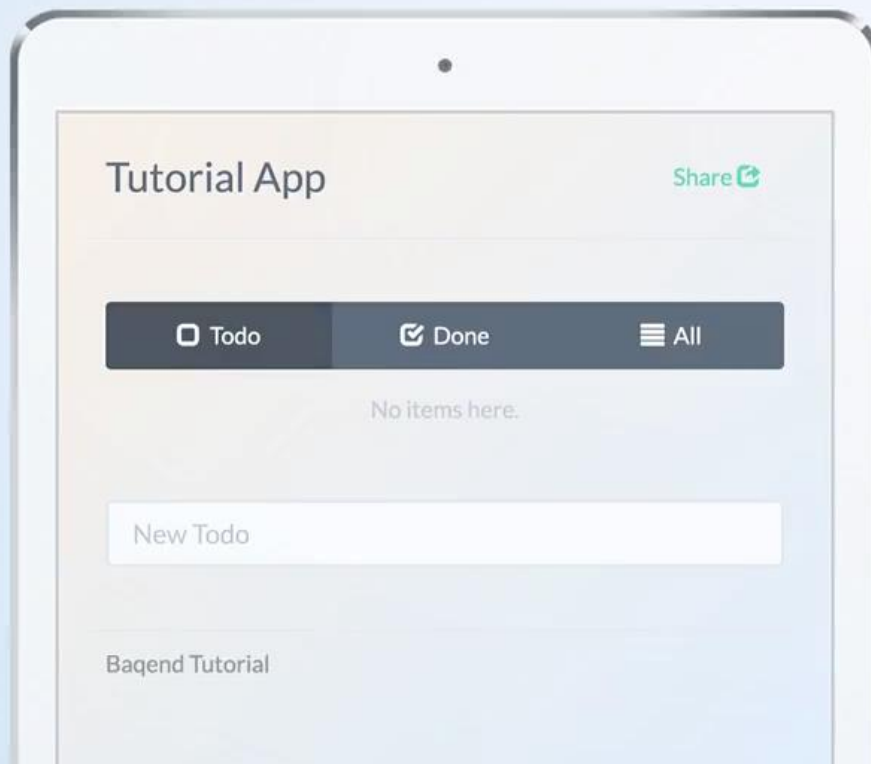 Tutorial App
Share
Todo
Done
All
No items here.
New Todo
Baqend Tutorial